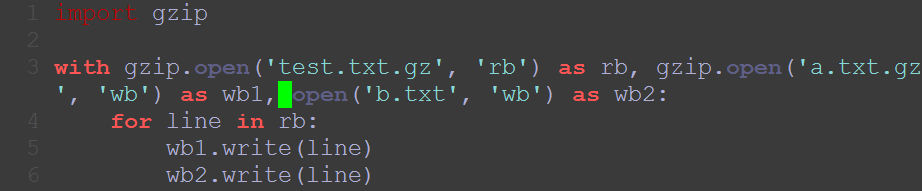 1 import gzip
2
3 with gzip.open('test.txt.gz', 'rb') as rb, gzip.open('a.txt.gz
', 'wb') as wb1, open('b.txt', 'wb') as wb2:
4     for line in rb:
5         wb1.write(line)
6         wb2.write(line)